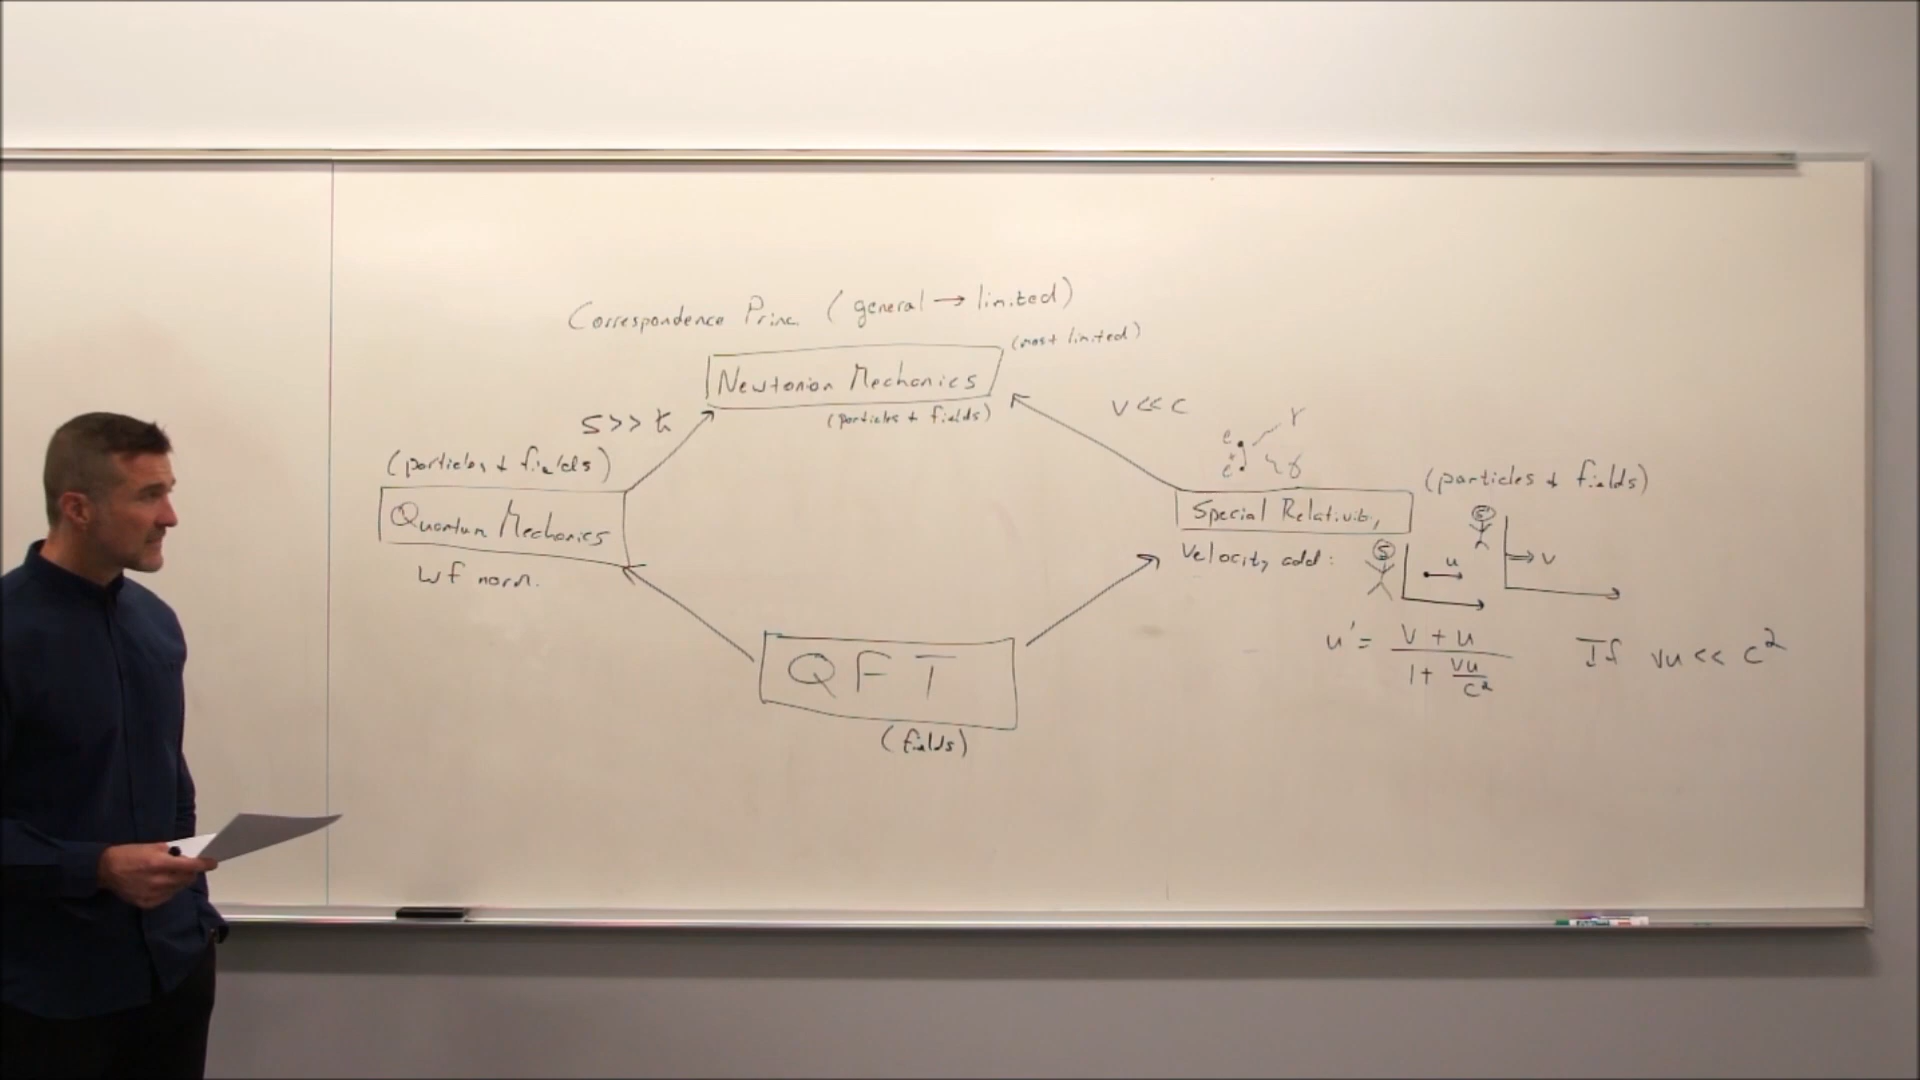 Correspondence Princ. (general → limited)
(most limited)
Newtonian Mechanics
(particles + fields)
S >> ħ
v << c
e⁻ γ
e⁺ γ
(particles + fields)
Quantum Mechanics
Wf norm.
(particles + fields)
Special Relativity
Velocity add:
S
u
S'
v
u' = (v + u) / (1 + vu/c²)
If vu << c²
QFT
(fields)